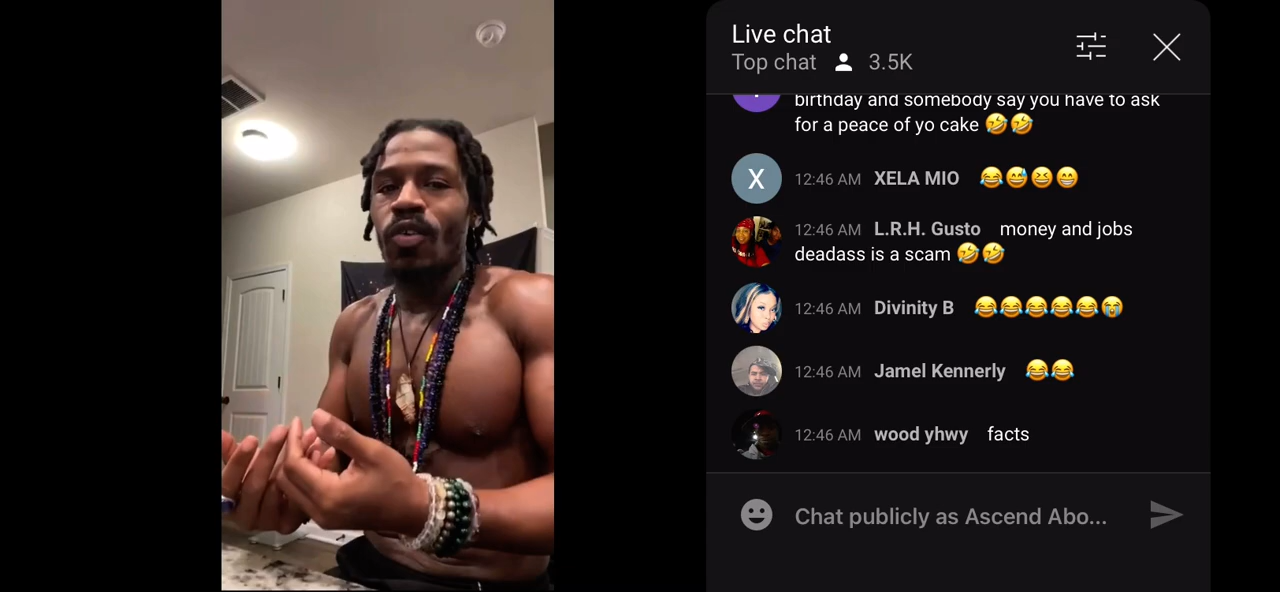 Live chat
Top chat 3.5K
birthday and somebody say you have to ask
for a peace of yo cake 🤣🤣
X
12:46 AM XELA MIO 😂😅😆😁
12:46 AM L.R.H. Gusto money and jobs
deadass is a scam 🤣🤣
12:46 AM Divinity B 😂😂😂😂😂😭
12:46 AM Jamel Kennerly 😂😂
12:46 AM wood yhwy facts
Chat publicly as Ascend Abo...